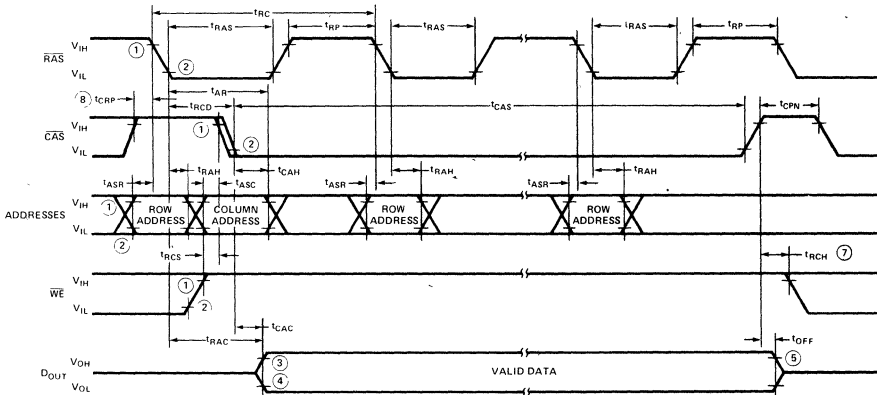 tRC
tRAS tRP tRAS tRAS tRP
RAS VIH ① VIL ②
tAR
⑧ tCRP tRCD tCAS tCPN
CAS VIH ① VIL ②
tRAH tASC tCAH tRAH tRAH
tASR tASR tASR
ADDRESSES VIH ① VIL ②
ROW ADDRESS COLUMN ADDRESS ROW ADDRESS ROW ADDRESS
tRCS tRCH ⑦
WE VIH ① VIL ②
tCAC
tRAC tOFF
DOUT VOH ③ VOL ④ VALID DATA ⑤